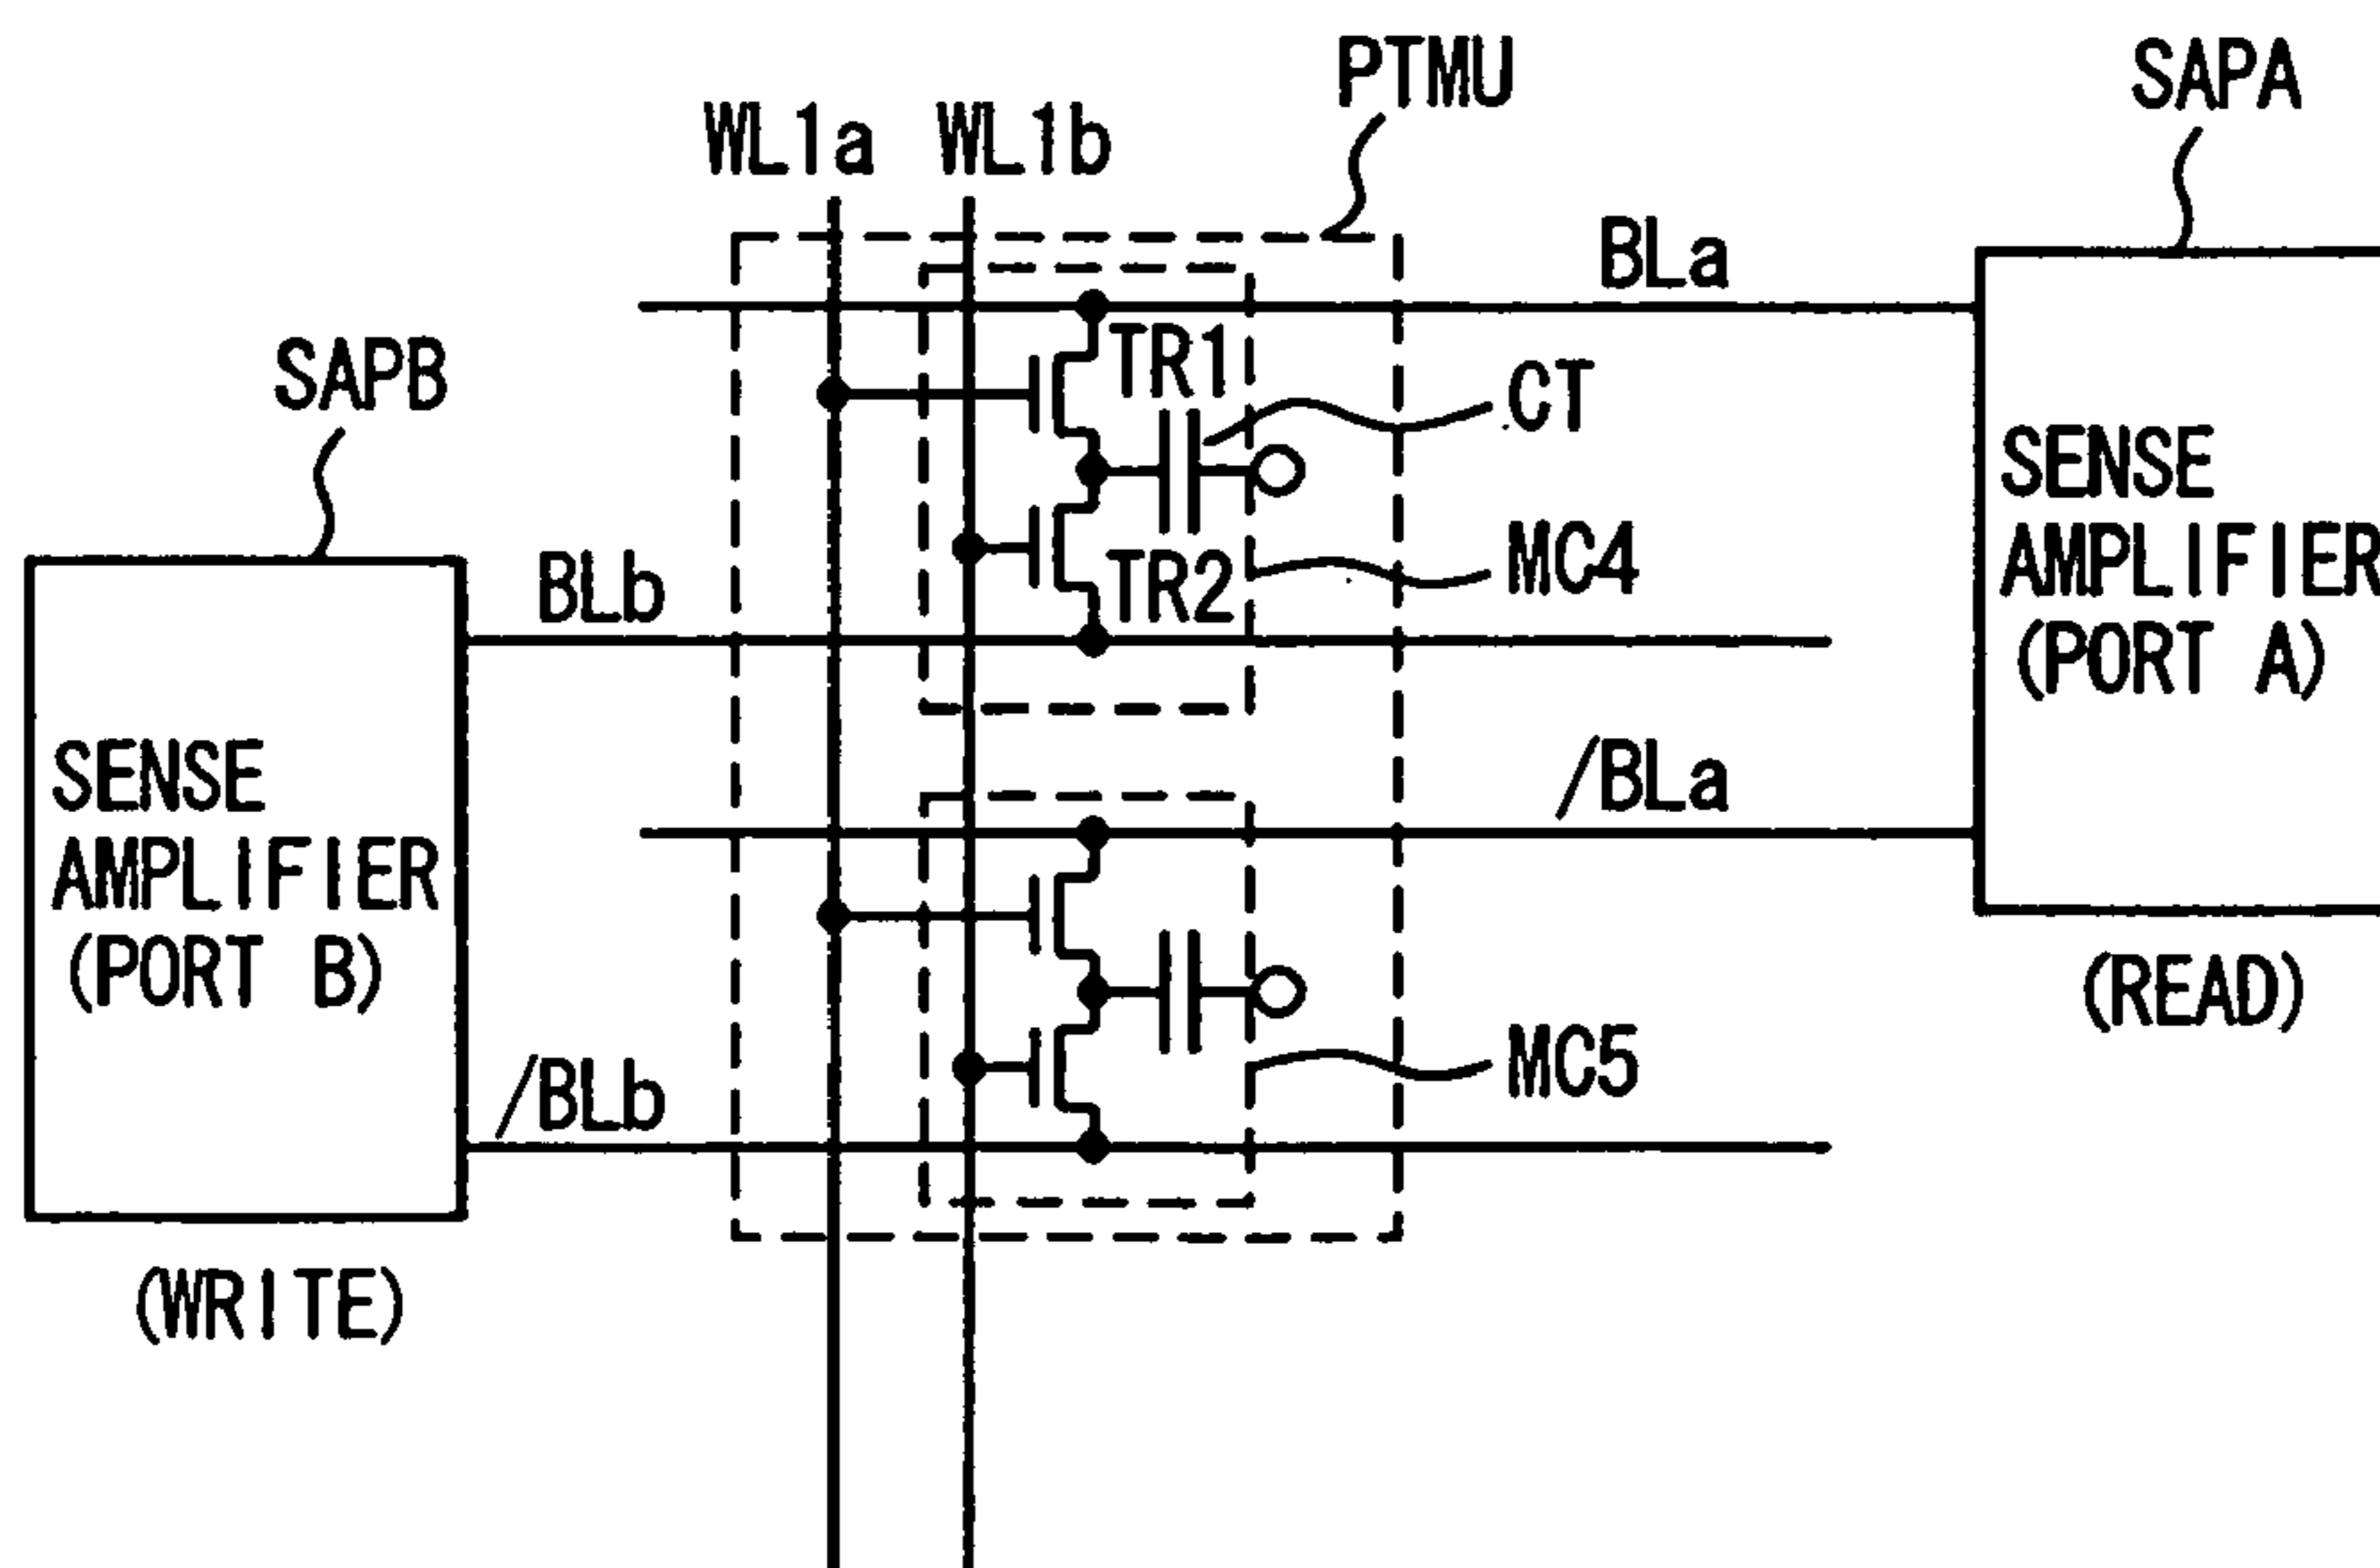 PTMU
SAPA
WL1a WL1b
BLa
SAPB
TR1
CT
SENSE
AMPLIFIER
(PORT A)
BLb
TR2
MC4
SENSE
AMPLIFIER
(PORT B)
/BLa
(READ)
/BLb
MC5
(WRITE)